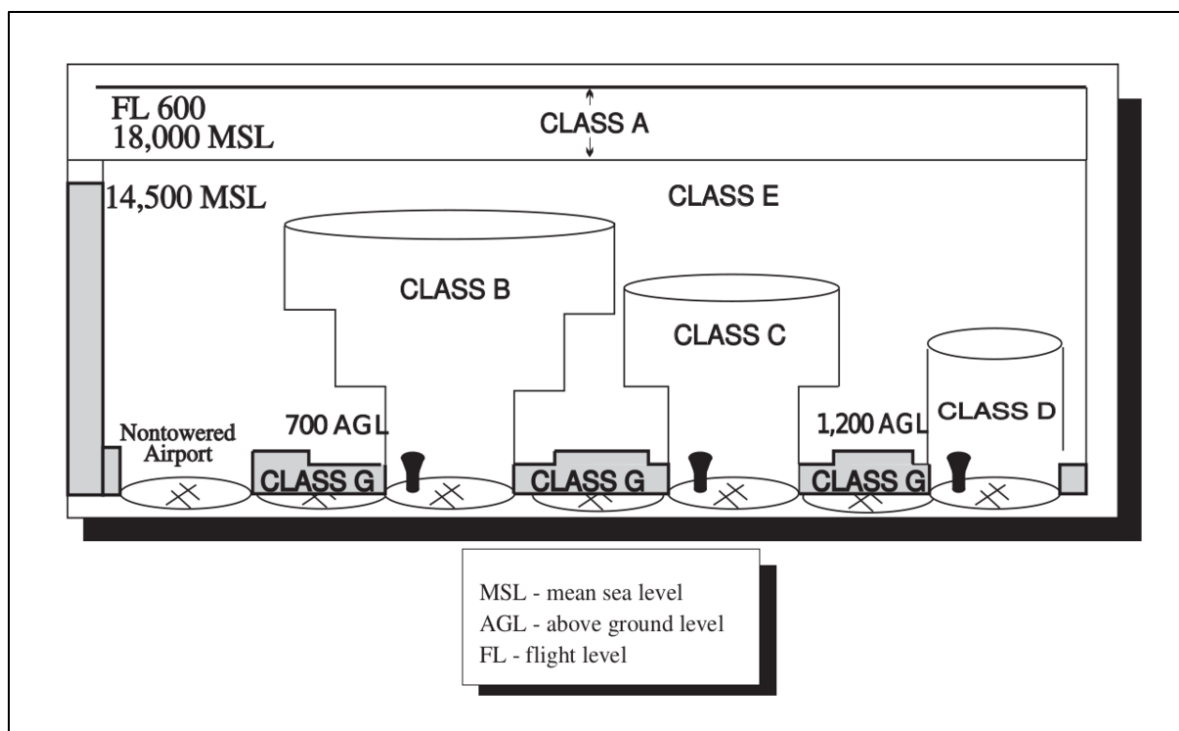 FL 600
18,000 MSL
CLASS A
14,500 MSL
CLASS E
CLASS B
CLASS C
CLASS D
Nontowered
Airport
700 AGL
1,200 AGL
CLASS G
CLASS G
CLASS G
MSL - mean sea level
AGL - above ground level
FL - flight level